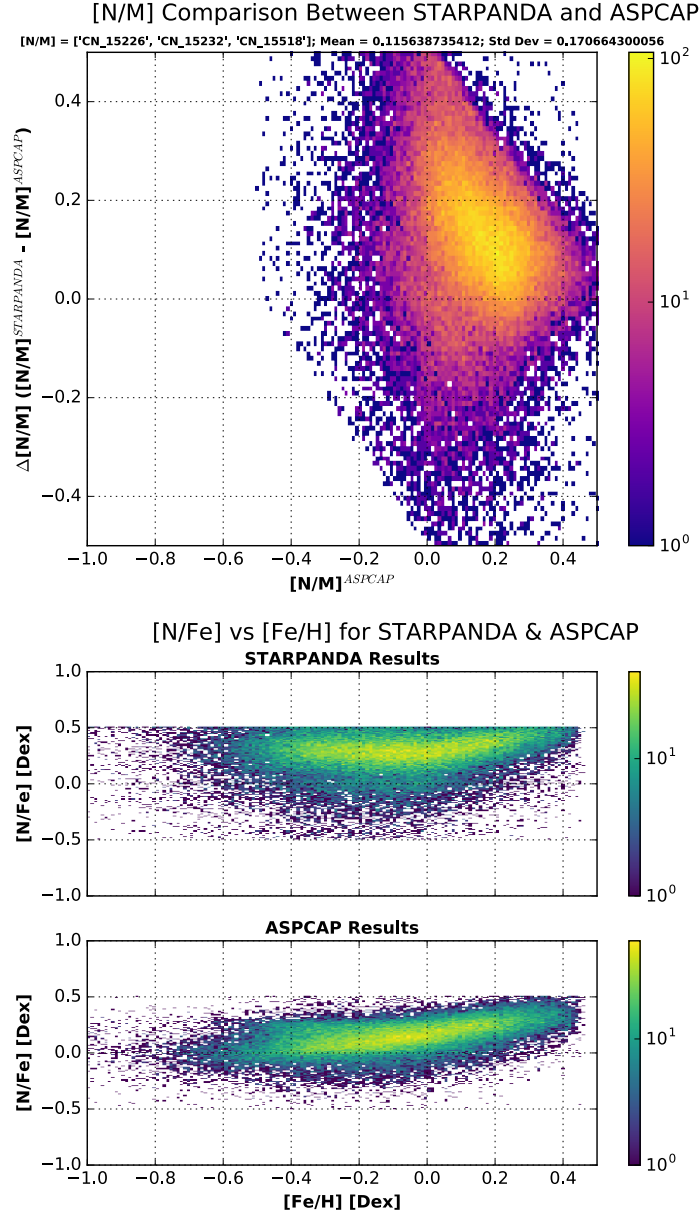 [N/M] Comparison Between STARPANDA and ASPCAP
[N/M] = ['CN_15226', 'CN_15232', 'CN_15518']; Mean = 0.115638735412; Std Dev = 0.170664300056
Δ[N/M] ([N/M]^STARPANDA - [N/M]^ASPCAP)
0.4
0.2
0.0
−0.2
−0.4
−1.0 −0.8 −0.6 −0.4 −0.2 0.0 0.2 0.4
[N/M]^ASPCAP
10^2
10^1
10^0
[N/Fe] vs [Fe/H] for STARPANDA & ASPCAP
STARPANDA Results
[N/Fe] [Dex]
1.0
0.5
0.0
−0.5
−1.0
10^1
10^0
ASPCAP Results
[N/Fe] [Dex]
1.0
0.5
0.0
−0.5
−1.0
−1.0 −0.8 −0.6 −0.4 −0.2 0.0 0.2 0.4
[Fe/H] [Dex]
10^1
10^0